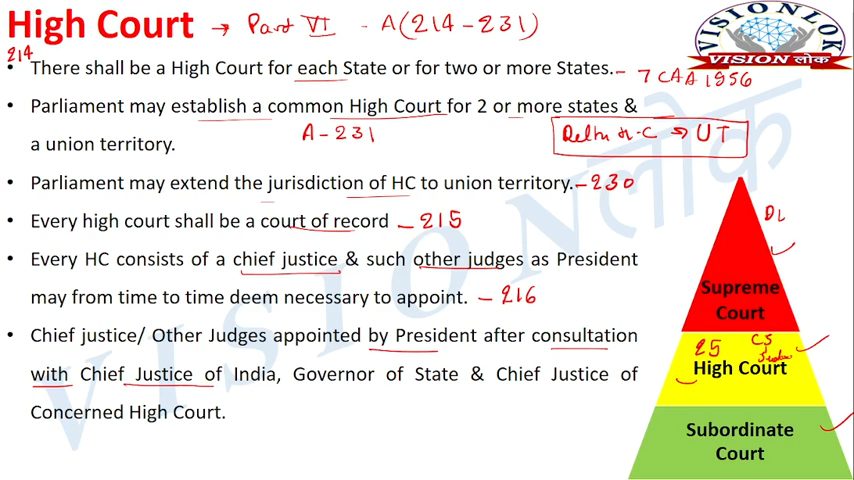 High Court → Part VI - A(214-231)
214
• There shall be a High Court for each State or for two or more States. - 7 CAA 1956
• Parliament may establish a common High Court for 2 or more states &
a union territory.
A-231
Delhi H.C → UT
• Parliament may extend the jurisdiction of HC to union territory. -230
• Every high court shall be a court of record -215
• Every HC consists of a chief justice & such other judges as President
may from time to time deem necessary to appoint. -216
• Chief justice/ Other Judges appointed by President after consultation
with Chief Justice of India, Governor of State & Chief Justice of
Concerned High Court.
VISIONLOK
VISION लोक
Supreme
Court
25
High Court
Subordinate
Court
VISIONलोक